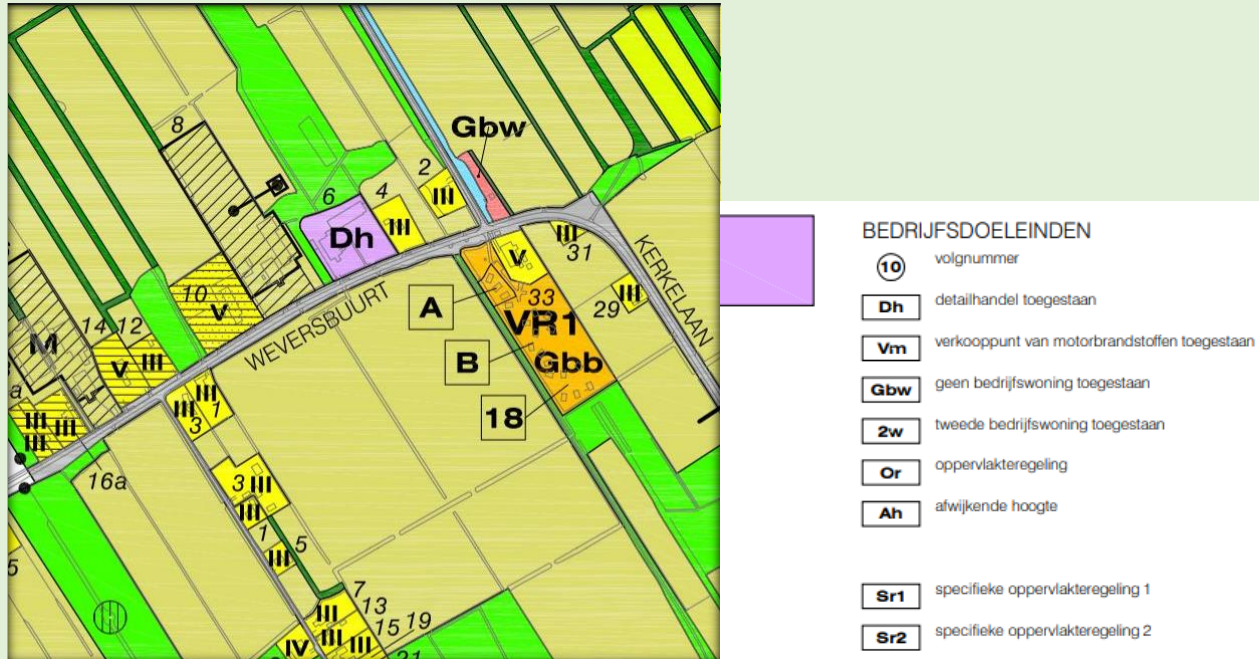 8
Gbw
2
6
4
III
Dh
III
III
31
KERKELAAN
V
A
10
V
33
29
III
14
12
VR1
M
WEVERSBUURT
V
III
B
Gbb
a
III
III
1
III
III
III
3
18
III
16a
3
III
III
1
5
III
5
7
III
13
III
15
19
IV
III
21
BEDRIJFSDOELEINDEN
10 volgnummer
Dh detailhandel toegestaan
Vm verkooppunt van motorbrandstoffen toegestaan
Gbw geen bedrijfswoning toegestaan
2w tweede bedrijfswoning toegestaan
Or oppervlakteregeling
Ah afwijkende hoogte
Sr1 specifieke oppervlakteregeling 1
Sr2 specifieke oppervlakteregeling 2